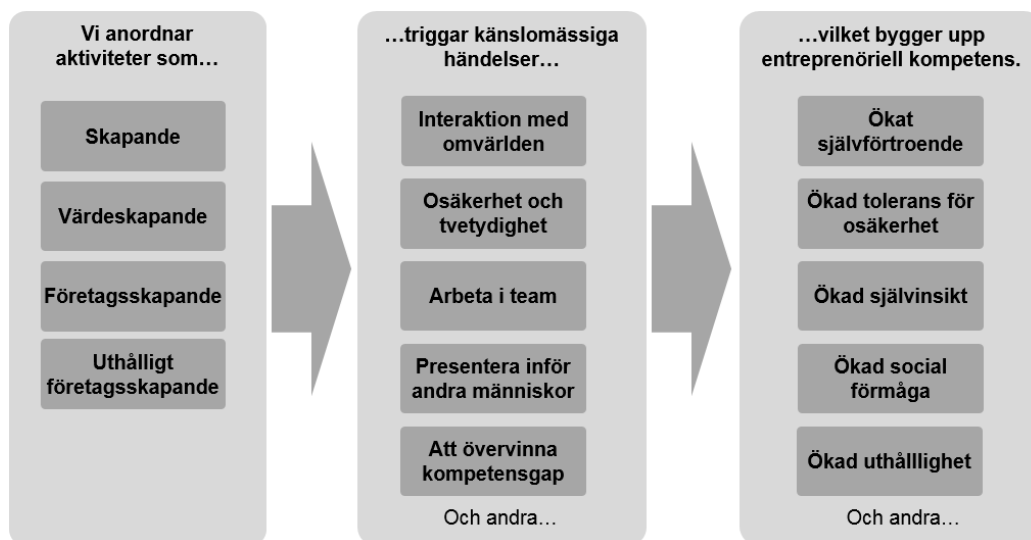 Vi anordnar
aktiviteter som…
Skapande
Värdeskapande
Företagsskapande
Uthålligt
företagsskapande
…triggar känslomässiga
händelser…
Interaktion med
omvärlden
Osäkerhet och
tvetydighet
Arbeta i team
Presentera inför
andra människor
Att övervinna
kompetensgap
Och andra…
…vilket bygger upp
entreprenöriell kompetens.
Ökat
självförtroende
Ökad tolerans för
osäkerhet
Ökad självinsikt
Ökad social
förmåga
Ökad uthålllighet
Och andra…